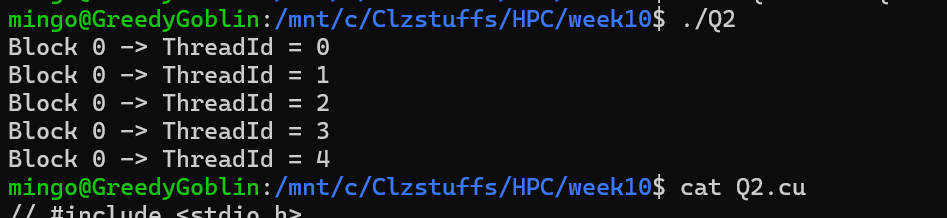 mingo@GreedyGoblin:/mnt/c/Clzstuffs/HPC/week10$ ./Q2
Block 0 -> ThreadId = 0
Block 0 -> ThreadId = 1
Block 0 -> ThreadId = 2
Block 0 -> ThreadId = 3
Block 0 -> ThreadId = 4
mingo@GreedyGoblin:/mnt/c/Clzstuffs/HPC/week10$ cat Q2.cu
// #include <stdio.h>